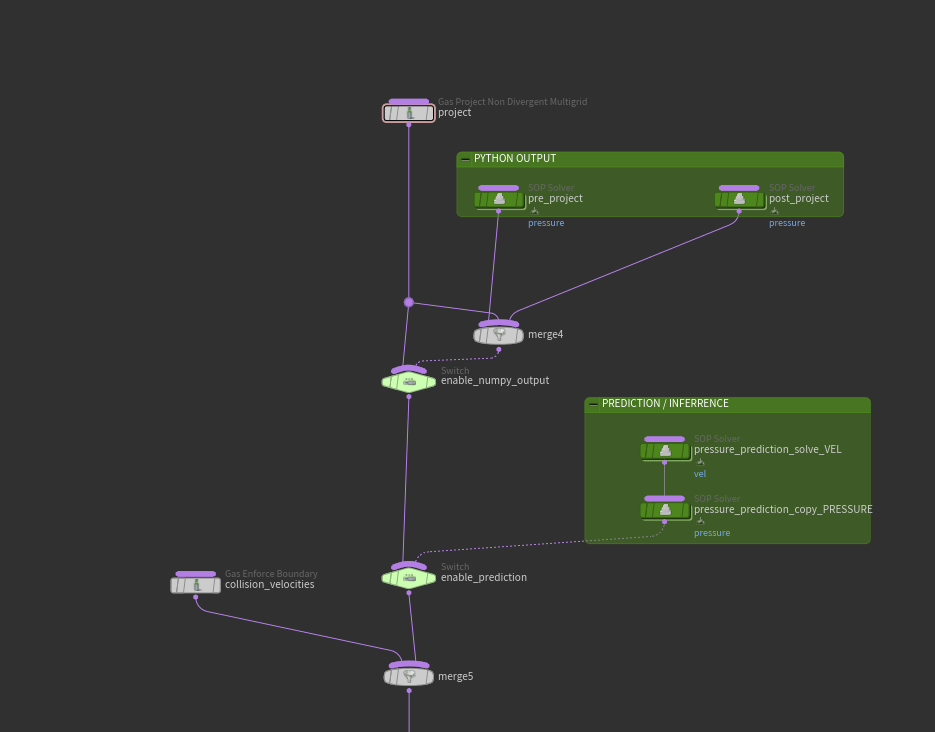 Gas Project Non Divergent Multigrid
project
PYTHON OUTPUT
SOP Solver
pre_project
pressure
SOP Solver
post_project
pressure
merge4
Switch
enable_numpy_output
PREDICTION / INFERRENCE
SOP Solver
pressure_prediction_solve_VEL
vel
SOP Solver
pressure_prediction_copy_PRESSURE
pressure
Switch
enable_prediction
Gas Enforce Boundary
collision_velocities
merge5